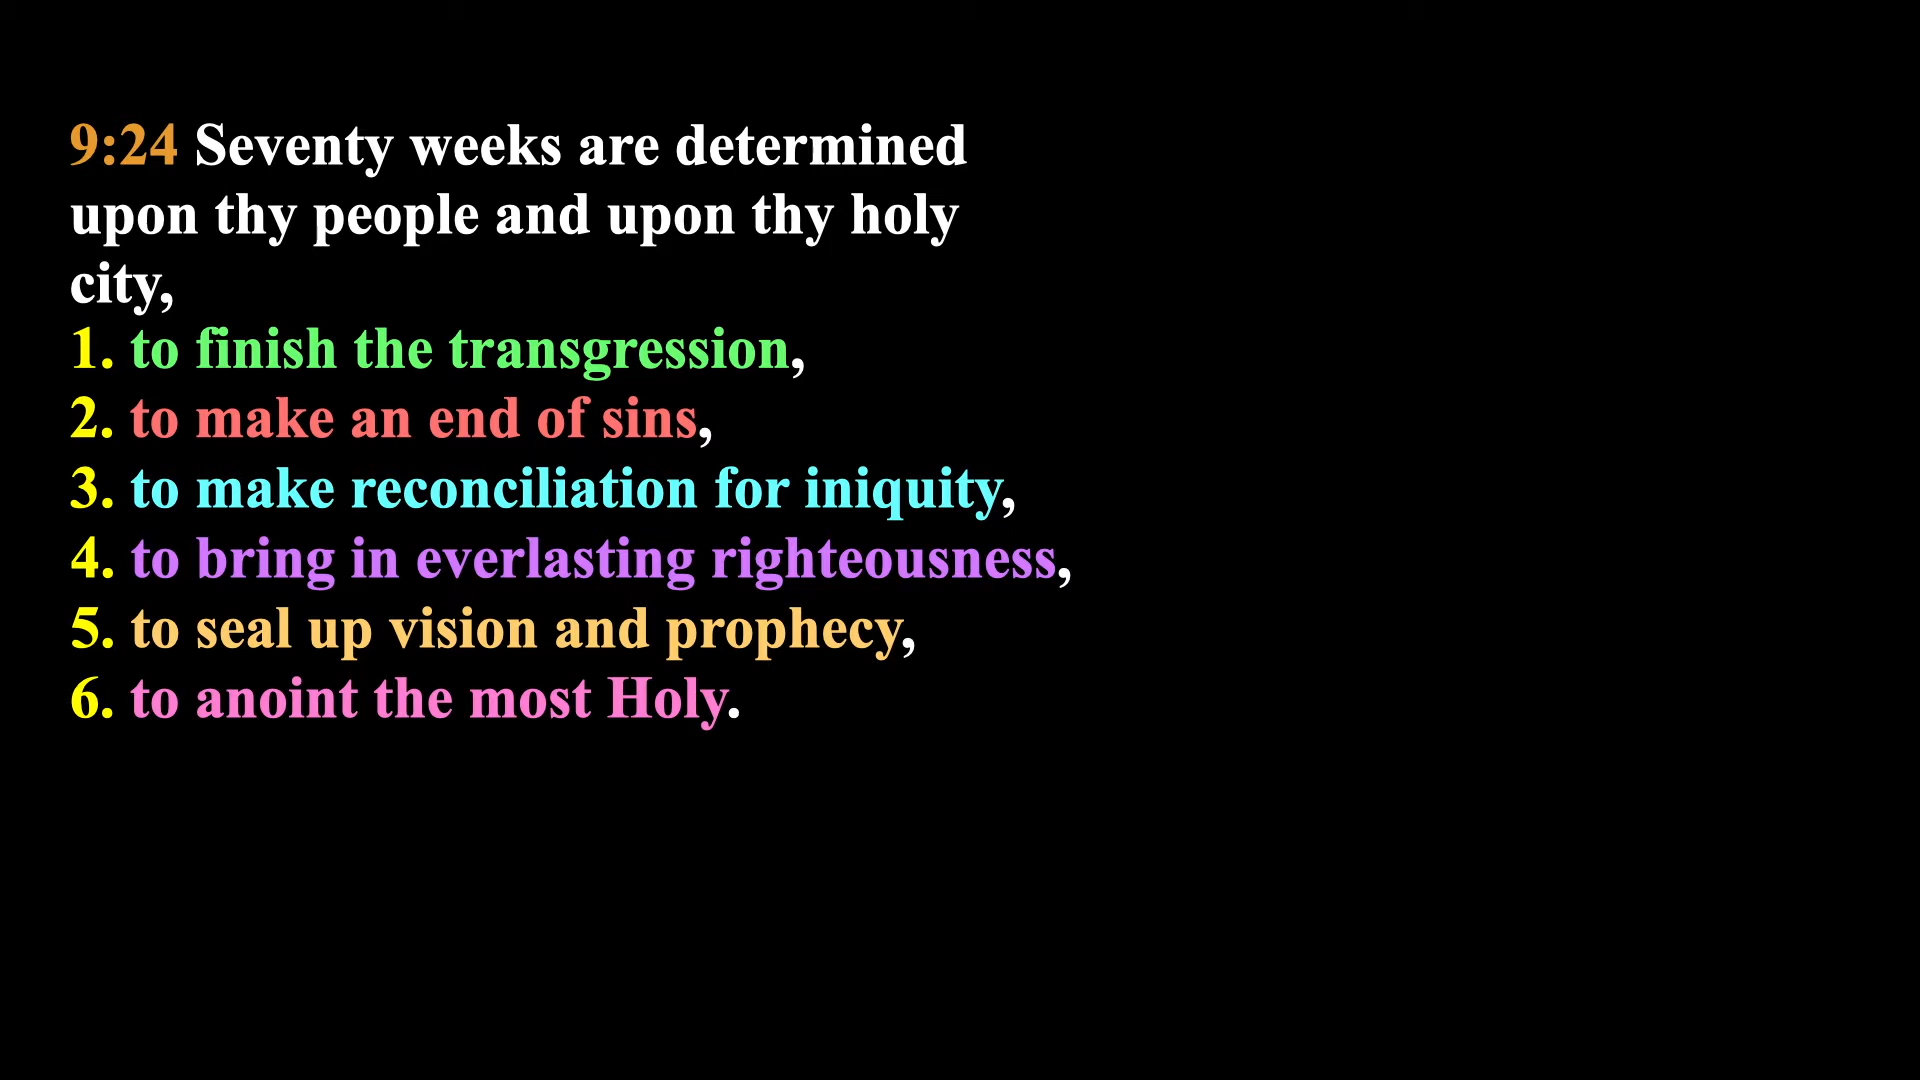 9:24 Seventy weeks are determined
upon thy people and upon thy holy
city,
1. to finish the transgression,
2. to make an end of sins,
3. to make reconciliation for iniquity,
4. to bring in everlasting righteousness,
5. to seal up vision and prophecy,
6. to anoint the most Holy.